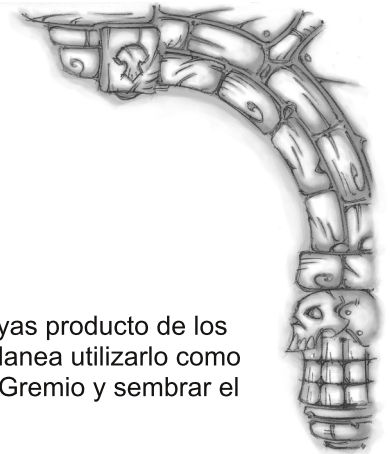 yas producto de los
lanea utilizarlo como
Gremio y sembrar el